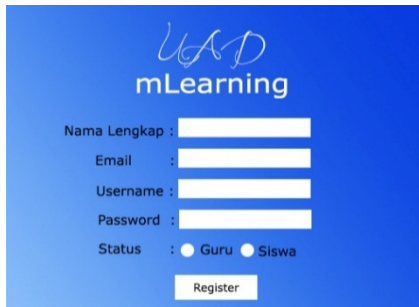 UAD
mLearning
Nama Lengkap :
Email :
Username :
Password :
Status : Guru Siswa
Register